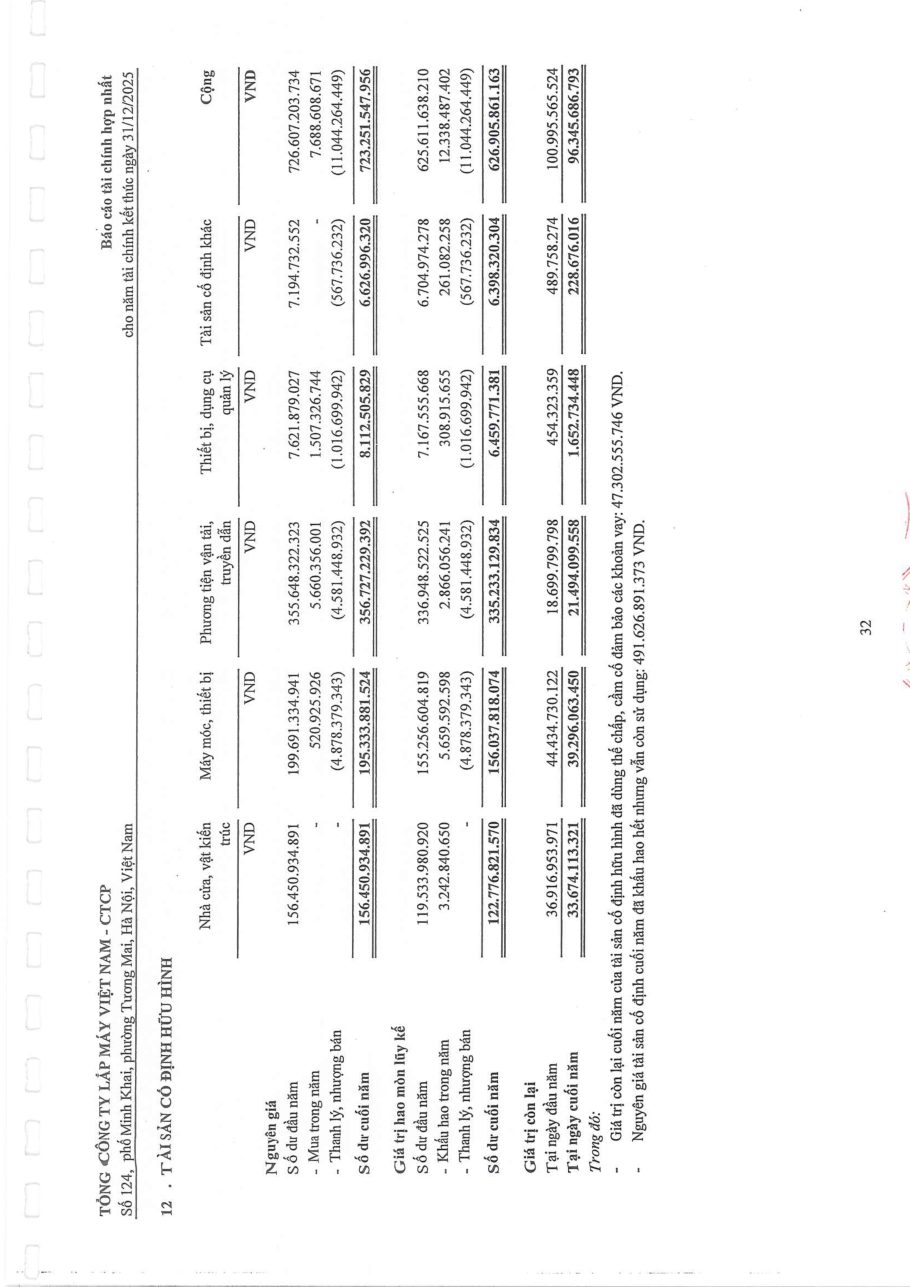 TỔNG CÔNG TY LẮP MÁY VIỆT NAM - CTCP Báo cáo tài chính hợp nhất
Số 124, phố Minh Khai, phường Tương Mai, Hà Nội, Việt Nam cho năm tài chính kết thúc ngày 31/12/2025
12 . TÀI SẢN CỐ ĐỊNH HỮU HÌNH
Nhà cửa, vật kiến trúc Máy móc, thiết bị Phương tiện vận tải, truyền dẫn Thiết bị, dụng cụ quản lý Tài sản cố định khác Cộng
VND VND VND VND VND VND
Nguyên giá
Số dư đầu năm 156.450.934.891 199.691.334.941 355.648.322.323 7.621.879.027 7.194.732.552 726.607.203.734
- Mua trong năm - 520.925.926 5.660.356.001 1.507.326.744 - 7.688.608.671
- Thanh lý, nhượng bán - (4.878.379.343) (4.581.448.932) (1.016.699.942) (567.736.232) (11.044.264.449)
Số dư cuối năm 156.450.934.891 195.333.881.524 356.727.229.392 8.112.505.829 6.626.996.320 723.251.547.956
Giá trị hao mòn lũy kế
Số dư đầu năm 119.533.980.920 155.256.604.819 336.948.522.525 7.167.555.668 6.704.974.278 625.611.638.210
- Khấu hao trong năm 3.242.840.650 5.659.592.598 2.866.056.241 308.915.655 261.082.258 12.338.487.402
- Thanh lý, nhượng bán - (4.878.379.343) (4.581.448.932) (1.016.699.942) (567.736.232) (11.044.264.449)
Số dư cuối năm 122.776.821.570 156.037.818.074 335.233.129.834 6.459.771.381 6.398.320.304 626.905.861.163
Giá trị còn lại
Tại ngày đầu năm 36.916.953.971 44.434.730.122 18.699.799.798 454.323.359 489.758.274 100.995.565.524
Tại ngày cuối năm 33.674.113.321 39.296.063.450 21.494.099.558 1.652.734.448 228.676.016 96.345.686.793
Trong đó:
- Giá trị còn lại cuối năm của tài sản cố định hữu hình đã dùng thế chấp, cầm cố đảm bảo các khoản vay: 47.302.555.746 VND.
- Nguyên giá tài sản cố định cuối năm đã khấu hao hết nhưng vẫn còn sử dụng: 491.626.891.373 VND.
32